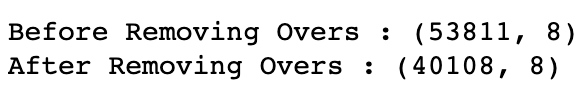 Before Removing Overs : (53811, 8)
After Removing Overs : (40108, 8)